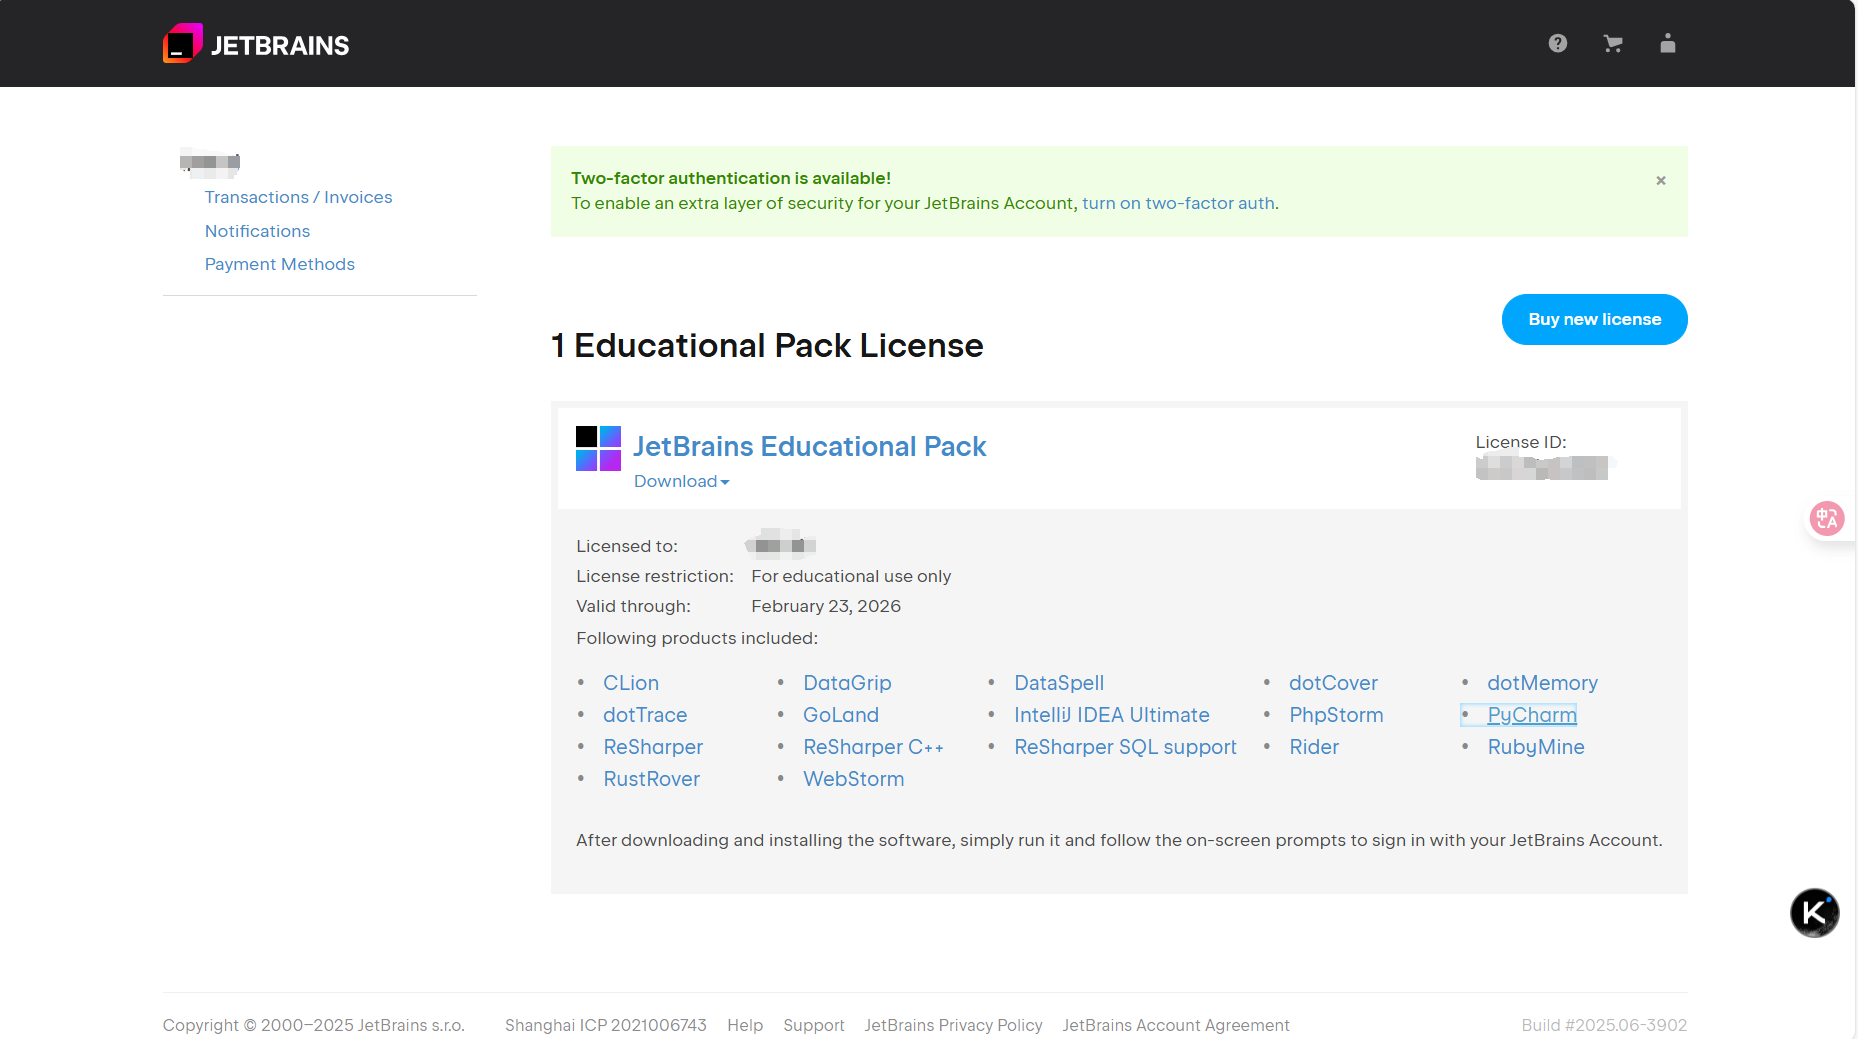 JETBRAINS
Transactions / Invoices
Notifications
Payment Methods
Two-factor authentication is available!
To enable an extra layer of security for your JetBrains Account, turn on two-factor auth.
Buy new license
1 Educational Pack License
JetBrains Educational Pack
Download
License ID:
Licensed to:
License restriction: For educational use only
Valid through: February 23, 2026
Following products included:
• CLion • DataGrip • DataSpell • dotCover • dotMemory
• dotTrace • GoLand • IntelliJ IDEA Ultimate • PhpStorm • PyCharm
• ReSharper • ReSharper C++ • ReSharper SQL support • Rider • RubyMine
• RustRover • WebStorm
After downloading and installing the software, simply run it and follow the on-screen prompts to sign in with your JetBrains Account.
中A
K
Copyright © 2000–2025 JetBrains s.r.o. Shanghai ICP 2021006743 Help Support JetBrains Privacy Policy JetBrains Account Agreement Build #2025.06-3902